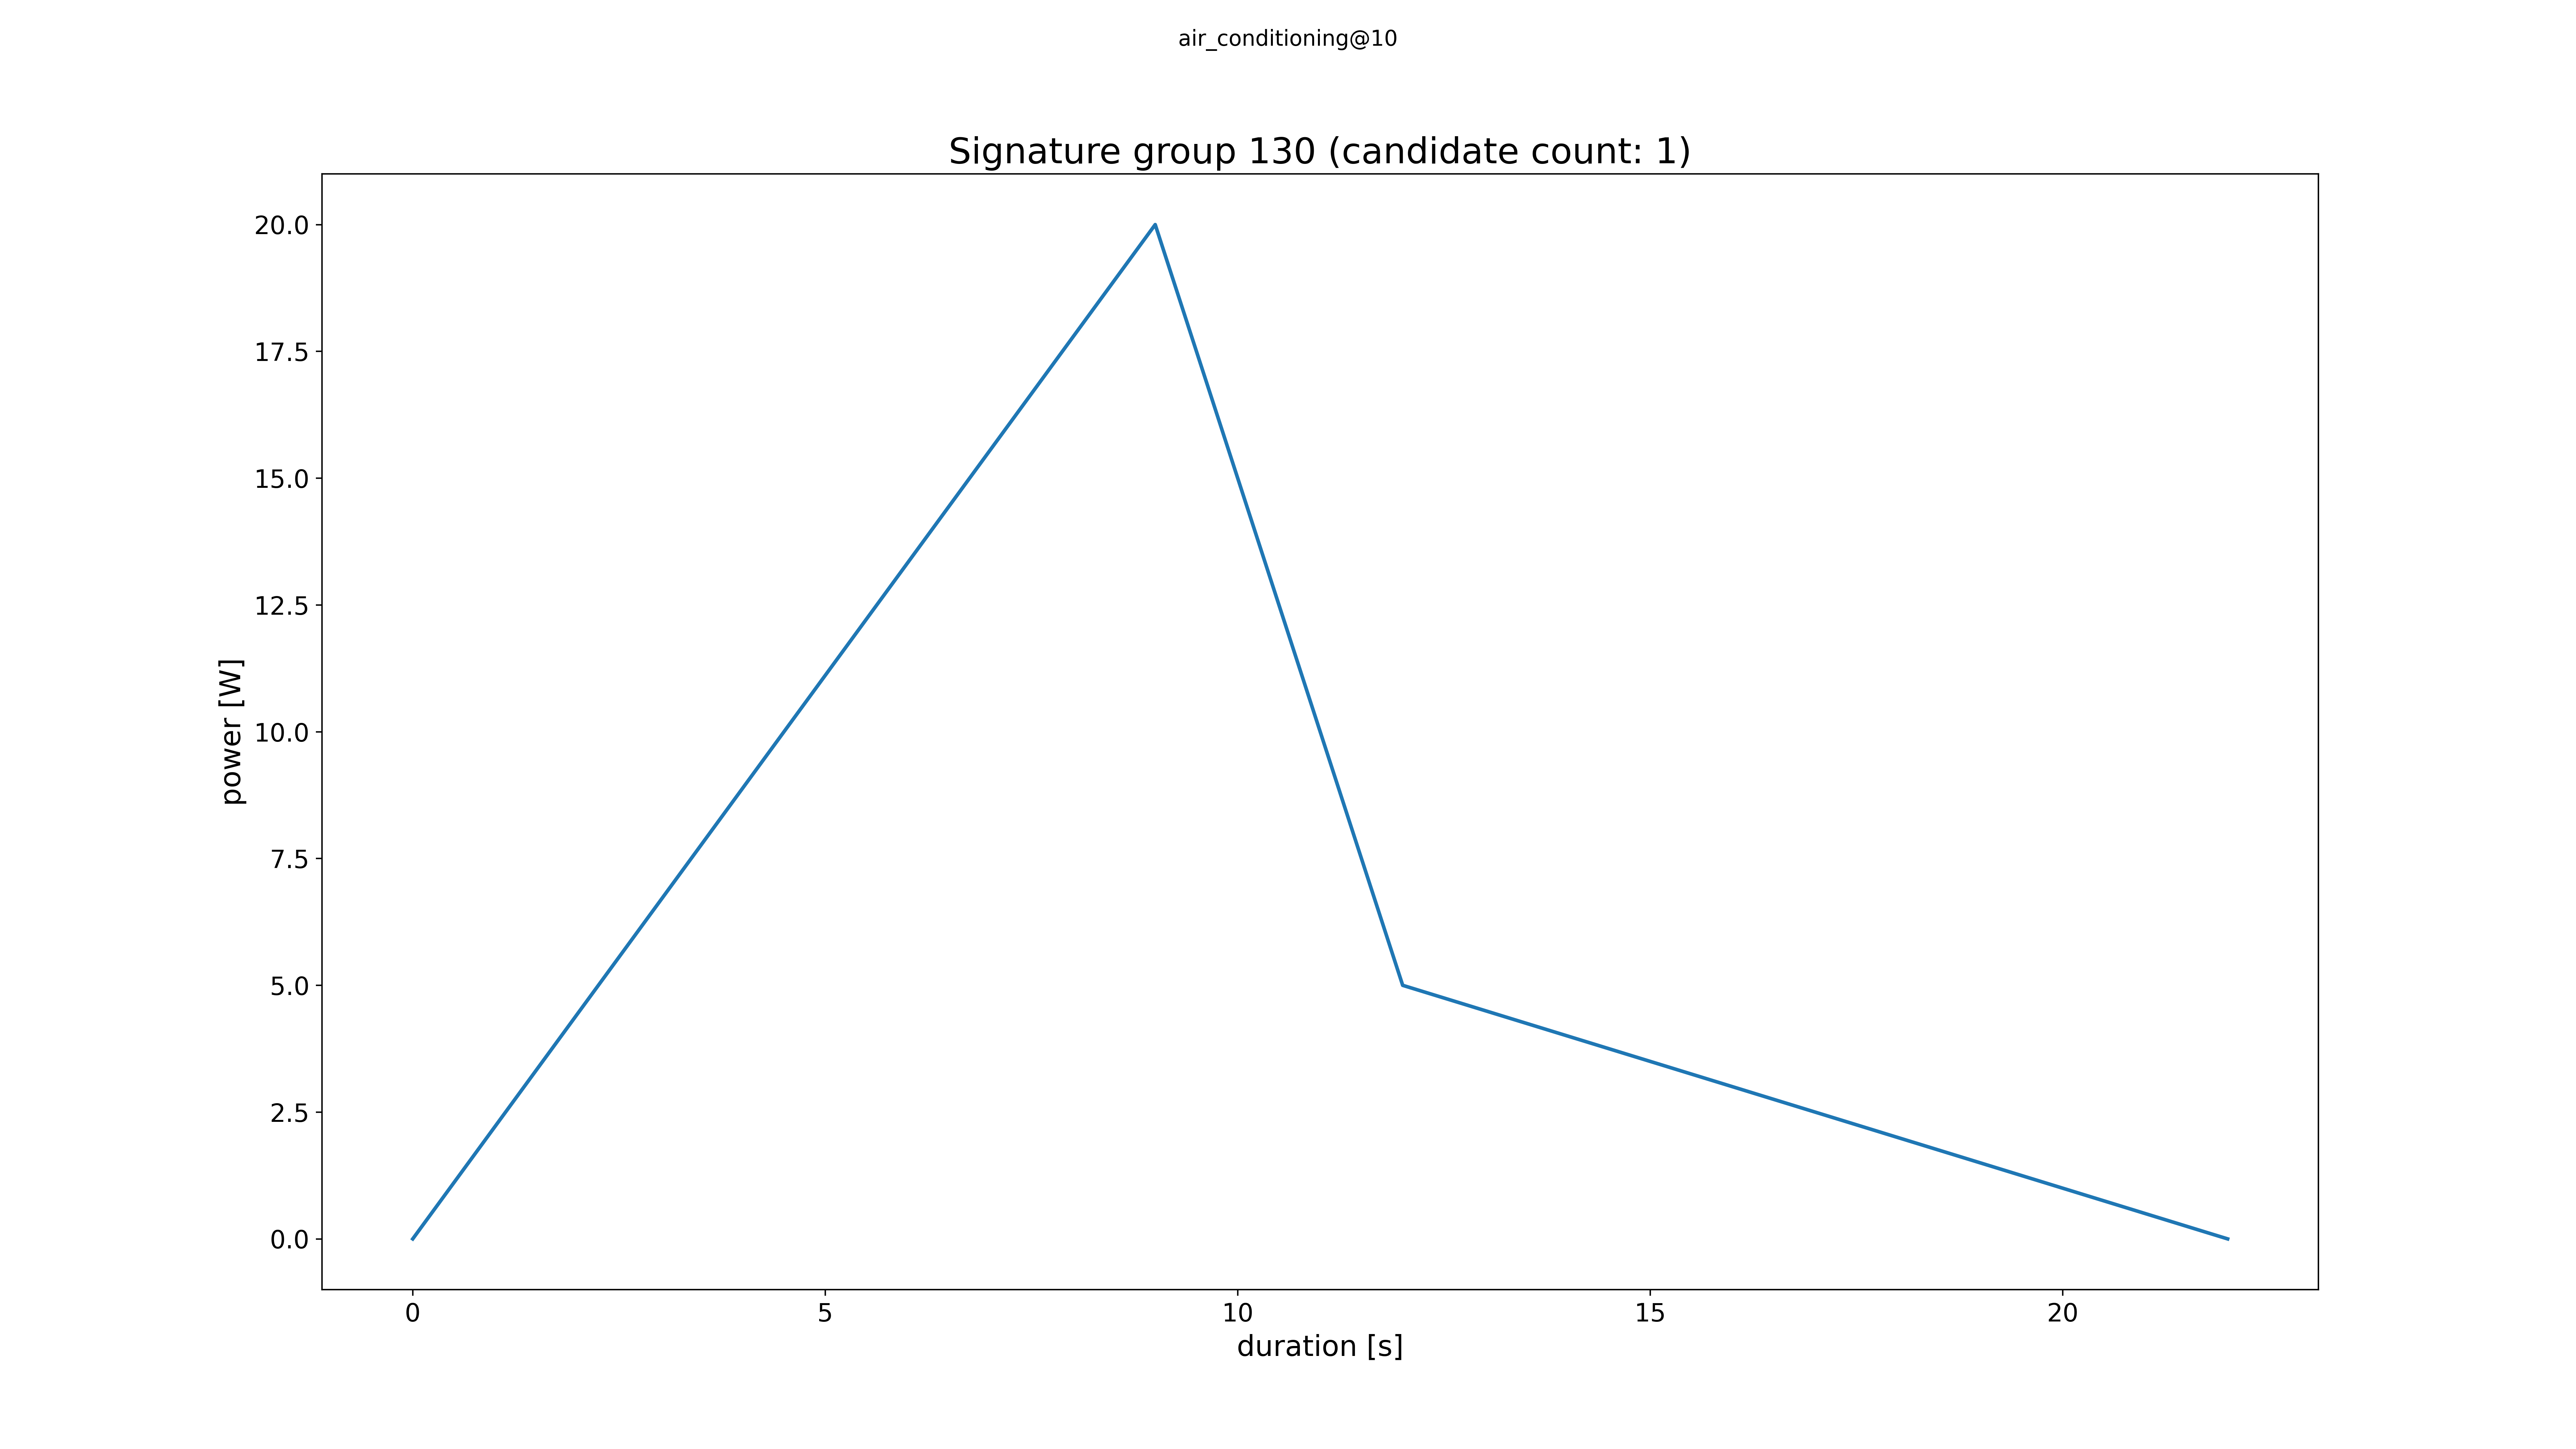 air_conditioning@10
Signature group 130 (candidate count: 1)
20.0
17.5
15.0
12.5
10.0
7.5
5.0
2.5
0.0
power [W]
0 5 10 15 20
duration [s]